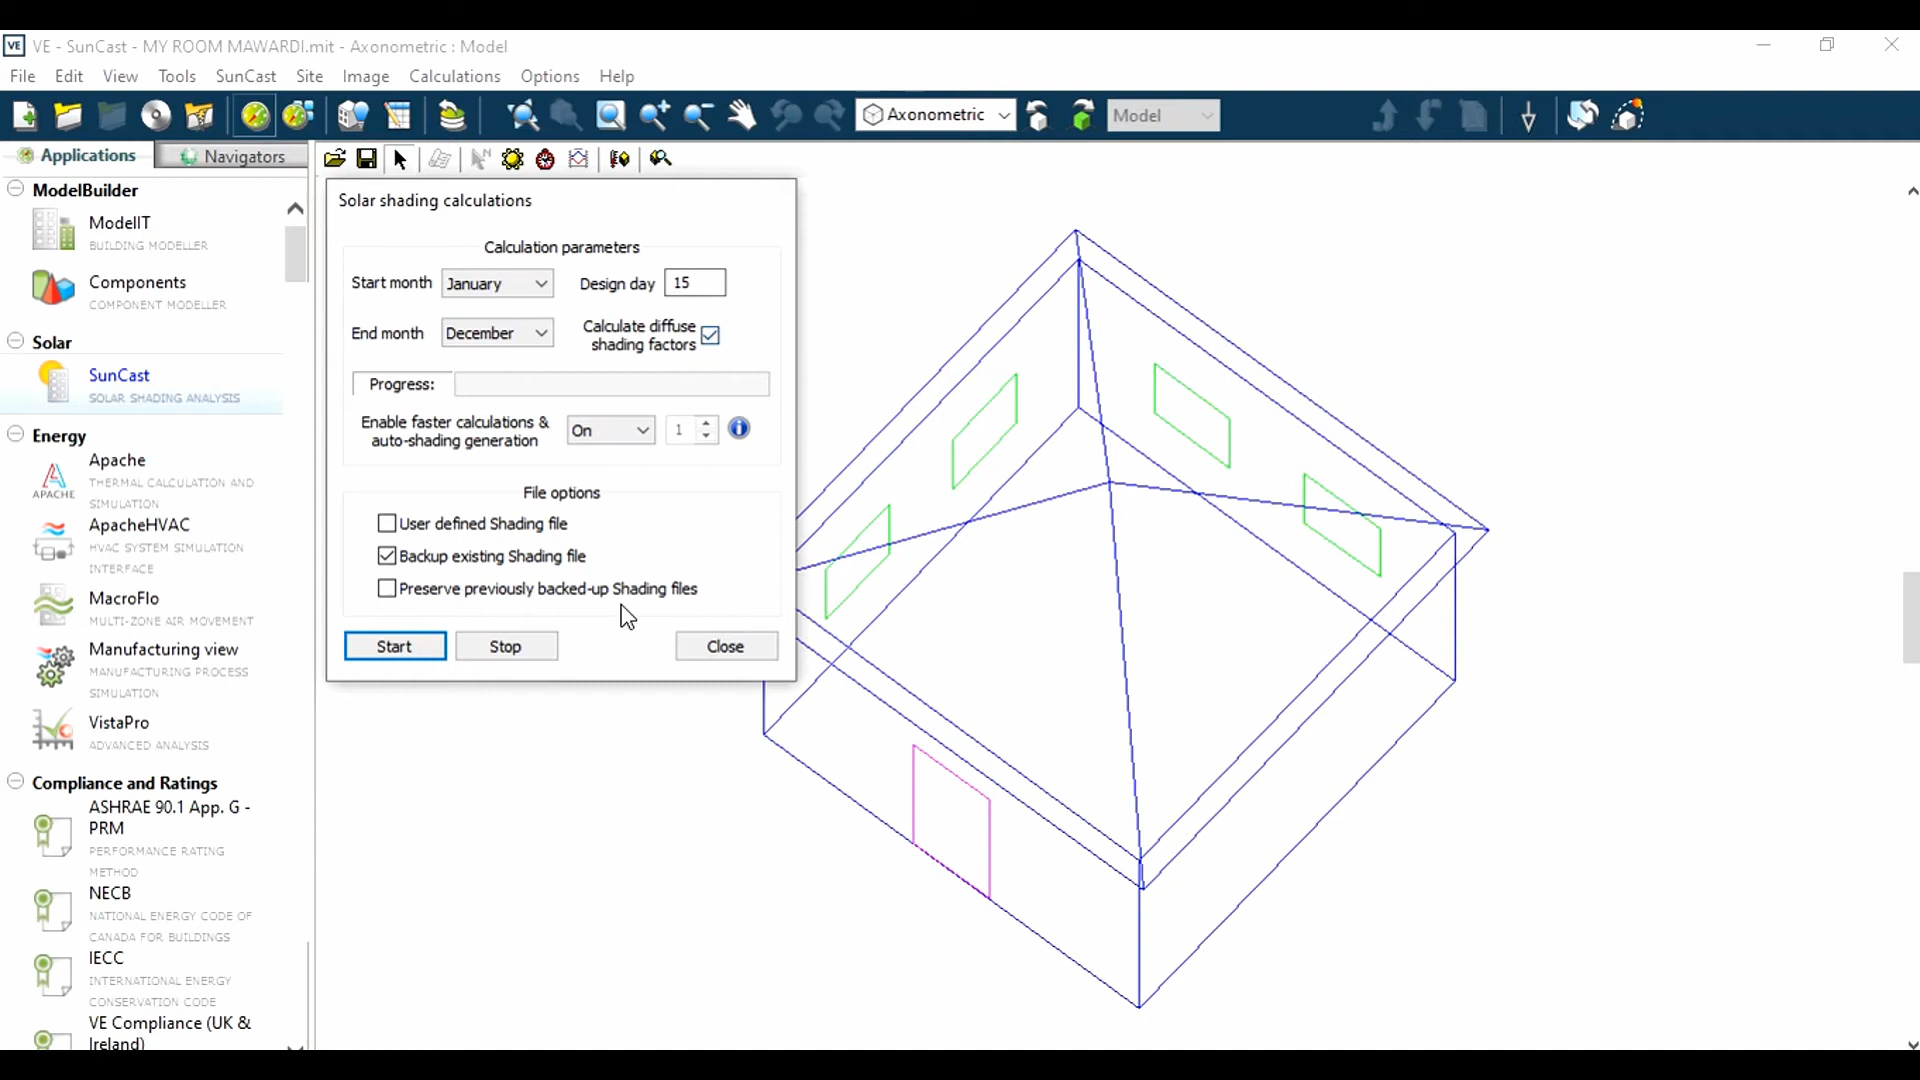 VE VE - SunCast - MY ROOM MAWARDI.mit - Axonometric : Model
File Edit View Tools SunCast Site Image Calculations Options Help
Axonometric Model
Applications Navigators
ModelBuilder
ModelIT
BUILDING MODELLER
Components
COMPONENT MODELLER
Solar
SunCast
SOLAR SHADING ANALYSIS
Energy
Apache
THERMAL CALCULATION AND
SIMULATION
APACHE
ApacheHVAC
HVAC SYSTEM SIMULATION
INTERFACE
MacroFlo
MULTI-ZONE AIR MOVEMENT
Manufacturing view
MANUFACTURING PROCESS
SIMULATION
VistaPro
ADVANCED ANALYSIS
Compliance and Ratings
ASHRAE 90.1 App. G -
PRM
PERFORMANCE RATING
METHOD
NECB
NATIONAL ENERGY CODE OF
CANADA FOR BUILDINGS
IECC
INTERNATIONAL ENERGY
CONSERVATION CODE
VE Compliance (UK &
Ireland)
Solar shading calculations
Calculation parameters
Start month January Design day 15
End month December Calculate diffuse
shading factors
Progress:
Enable faster calculations &
auto-shading generation On 1
File options
User defined Shading file
Backup existing Shading file
Preserve previously backed-up Shading files
Start Stop Close